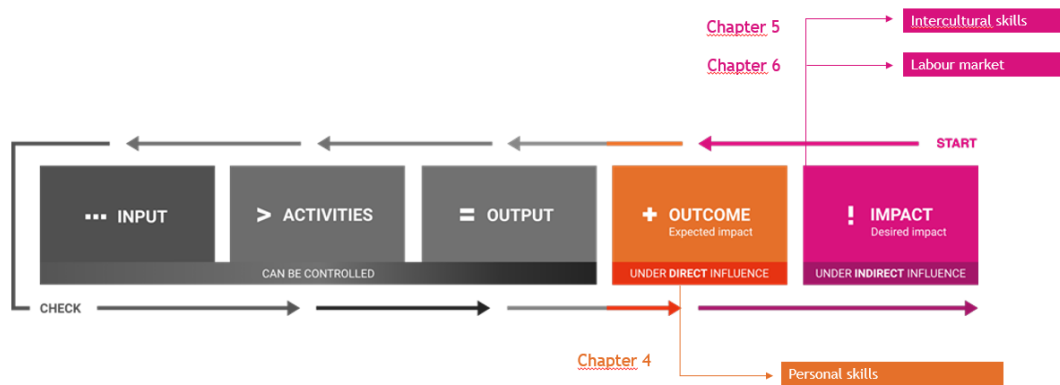 Chapter 5
Intercultural skills
Chapter 6
Labour market
START
... INPUT
> ACTIVITIES
= OUTPUT
+ OUTCOME
Expected impact
! IMPACT
Desired impact
CAN BE CONTROLLED
UNDER DIRECT INFLUENCE
UNDER INDIRECT INFLUENCE
CHECK
Chapter 4
Personal skills